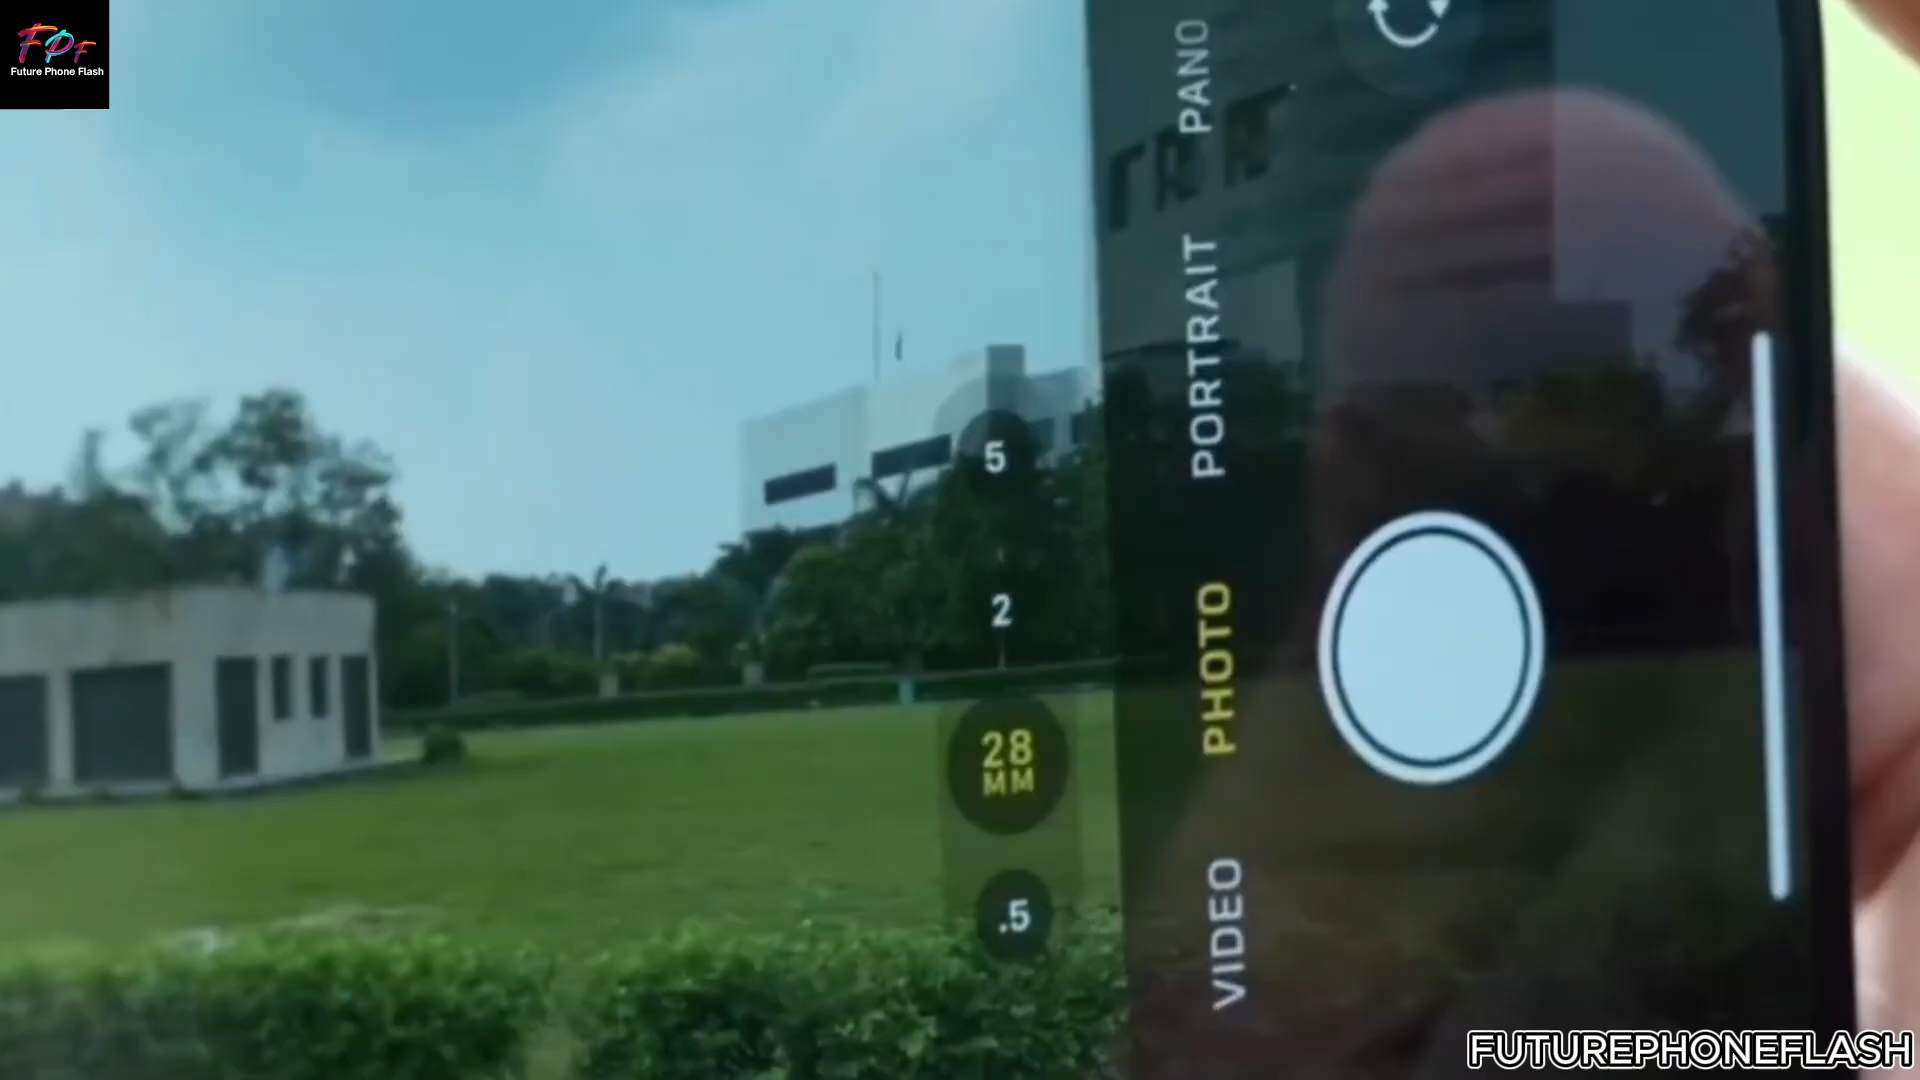 FPF
Future Phone Flash
PANO
PORTRAIT
PHOTO
VIDEO
5
2
28
MM
.5
FUTUREPHONEFLASH